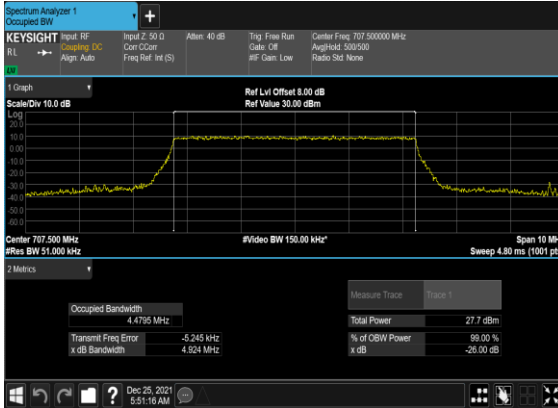 Spectrum Analyzer 1
Occupied BW
+
KEYSIGHT Input: RF Input Z: 50 Ω Atten: 40 dB Trig: Free Run Center Freq: 707.500000 MHz
RL Coupling: DC Corr CCorr Gate: Off Avg|Hold: 500/500
Align: Auto Freq Ref: Int (S) #IF Gain: Low Radio Std: None
1 Graph
Ref Lvl Offset 8.00 dB
Scale/Div 10.0 dB Ref Value 30.00 dBm
Log
20.0
10.0
0.00
-10.0
-20.0
-30.0
-40.0
-50.0
-60.0
Center 707.500 MHz #Video BW 150.00 kHz* Span 10 MH
#Res BW 51.000 kHz Sweep 4.80 ms (1001 pt
2 Metrics
Measure Trace Trace 1
Occupied Bandwidth
4.4795 MHz
Total Power 27.7 dBm
Transmit Freq Error -5.245 kHz % of OBW Power 99.00 %
x dB Bandwidth 4.924 MHz x dB -26.00 dB
? Dec 25, 2021
5:51:16 AM